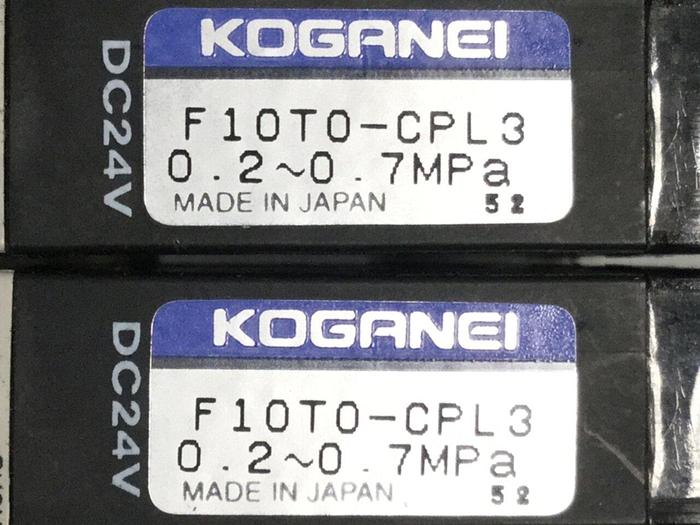 DC24V
KOGANEI
F10T0-CPL3
0.2~0.7MPa
MADE IN JAPAN 52
DC24V
KOGANEI
F10T0-CPL3
0.2~0.7MPa
MADE IN JAPAN 52